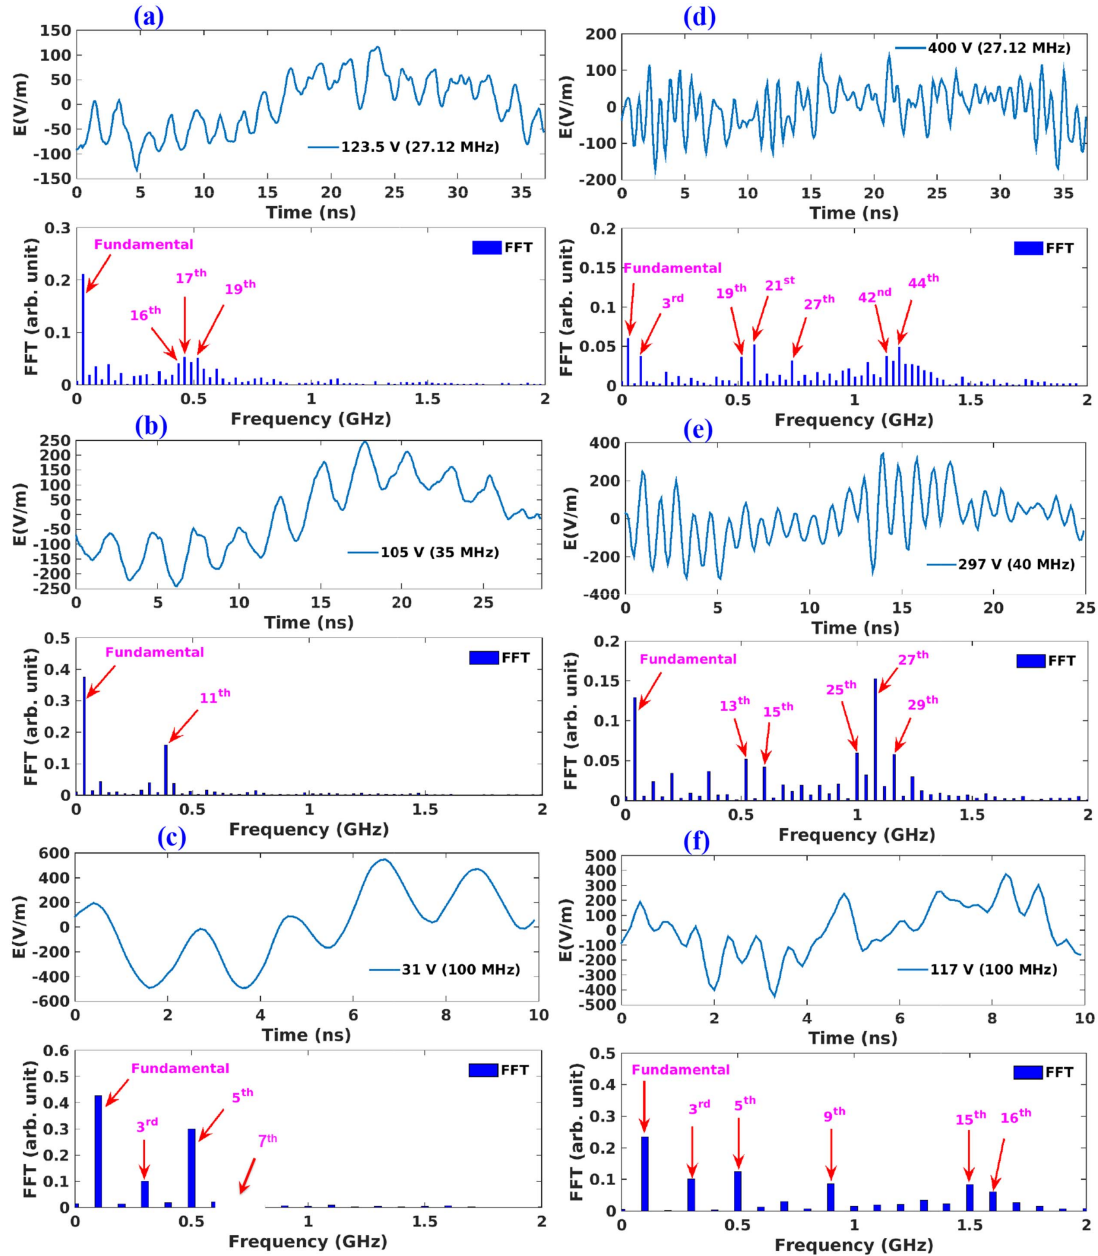 (a)
150
100
50
0
-50
-100
-150
E(V/m)
123.5 V (27.12 MHz)
0 5 10 15 20 25 30 35
Time (ns)
0.3
0.2
0.1
0
FFT (arb. unit)
Fundamental
16th
17th
19th
FFT
0.5 1 1.5 2
Frequency (GHz)
(b)
250
200
150
100
50
0
-50
-100
-150
-200
-250
E(V/m)
105 V (35 MHz)
0 5 10 15 20 25
Time (ns)
0.5
0.4
0.3
0.2
0.1
0
FFT (arb. unit)
Fundamental
11th
FFT
0 0.5 1 1.5 2
Frequency (GHz)
(c)
600
400
200
0
-200
-400
-600
E(V/m)
31 V (100 MHz)
0 2 4 6 8 10
Time (ns)
0.6
0.5
0.4
0.3
0.2
0.1
0
FFT (arb. unit)
Fundamental
3rd
5th
7th
FFT
0 0.5 1 1.5 2
Frequency (GHz)
(d)
200
100
0
-100
-200
E(V/m)
400 V (27.12 MHz)
0 5 10 15 20 25 30 35
Time (ns)
0.2
0.15
0.1
0.05
0
FFT (arb. unit)
Fundamental
3rd
19th
21st
27th
42nd
44th
FFT
0 0.5 1 1.5 2
Frequency (GHz)
(e)
400
200
0
-200
-400
E(V/m)
297 V (40 MHz)
0 5 10 15 20 25
Time (ns)
0.2
0.15
0.1
0.05
0
FFT (arb. unit)
Fundamental
13th
15th
25th
27th
29th
FFT
0 0.5 1 1.5 2
Frequency (GHz)
(f)
500
400
300
200
100
0
-100
-200
-300
-400
-500
E(V/m)
117 V (100 MHz)
0 2 4 6 8 10
Time (ns)
0.5
0.4
0.3
0.2
0.1
0
FFT (arb. unit)
Fundamental
3rd
5th
9th
15th
16th
FFT
0 0.5 1 1.5 2
Frequency (GHz)